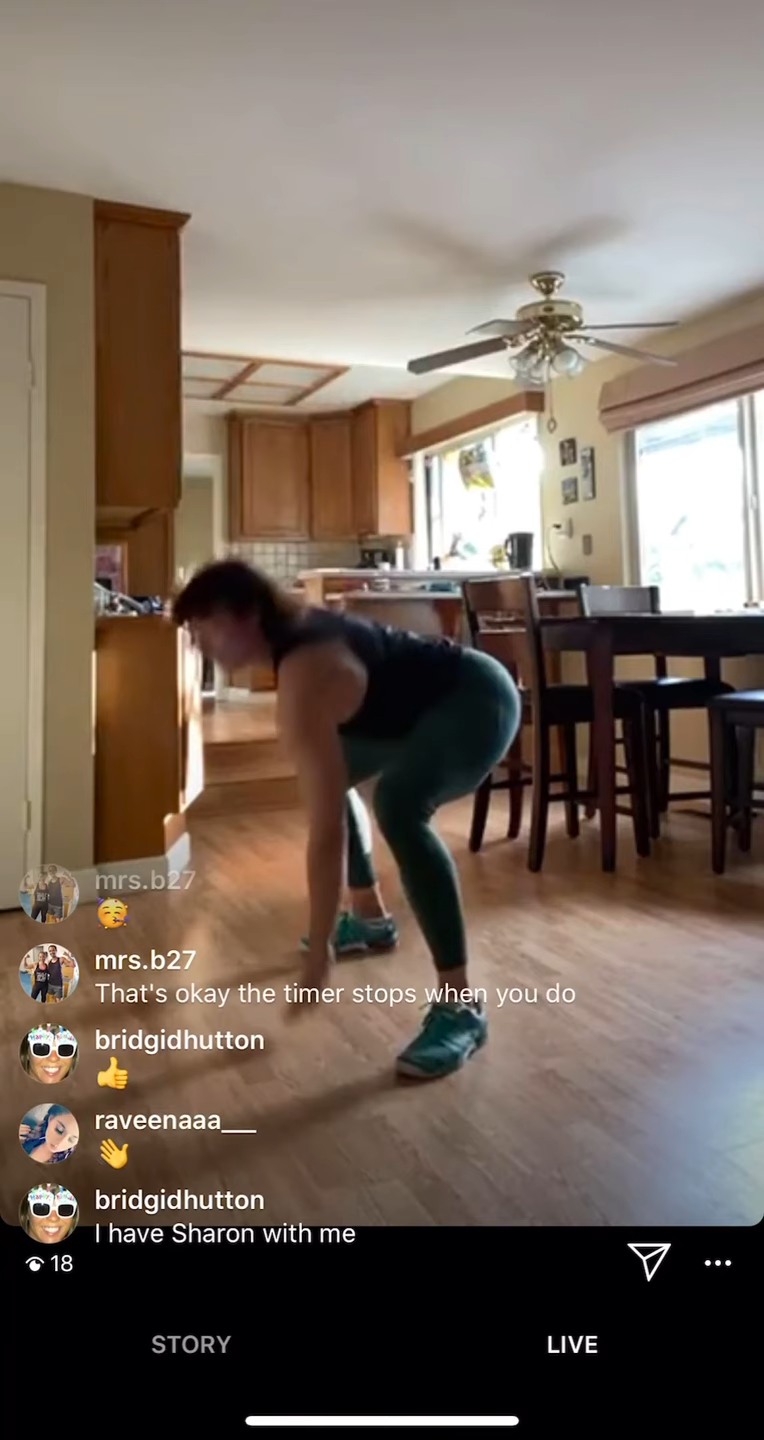 mrs.b27
🥳
mrs.b27
That's okay the timer stops when you do
bridgidhutton
👍
raveenaaa__
👋
bridgidhutton
I have Sharon with me
18
STORY
LIVE